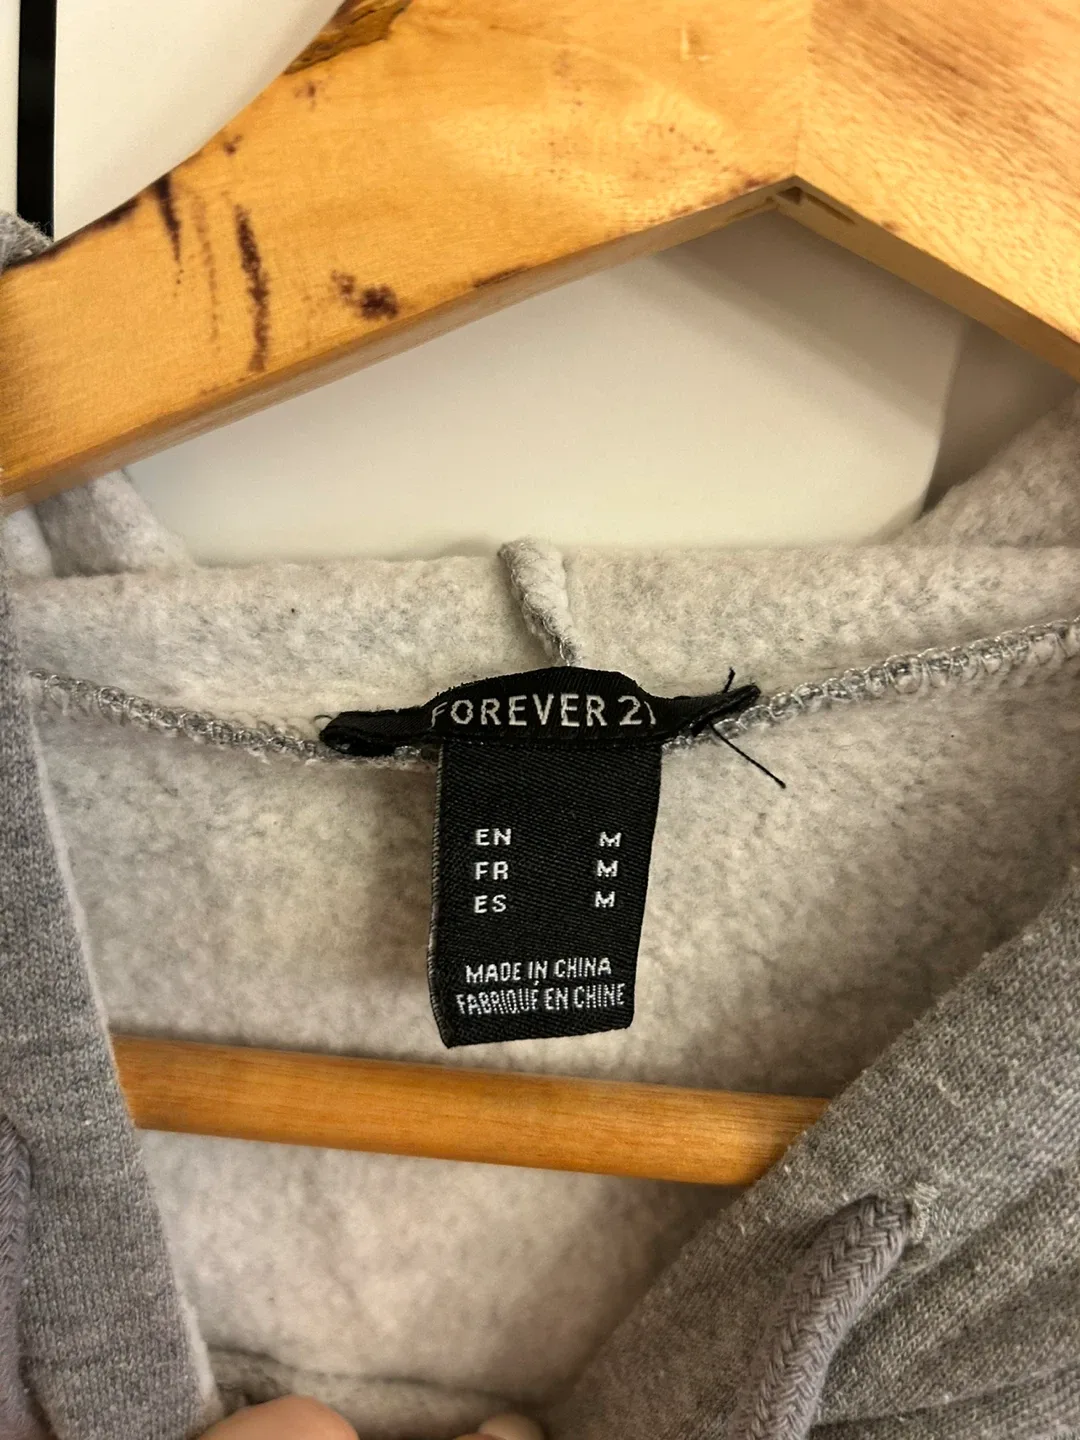 FOREVER 21
EN M
FR M
ES M
MADE IN CHINA
FABRIQUÉ EN CHINE